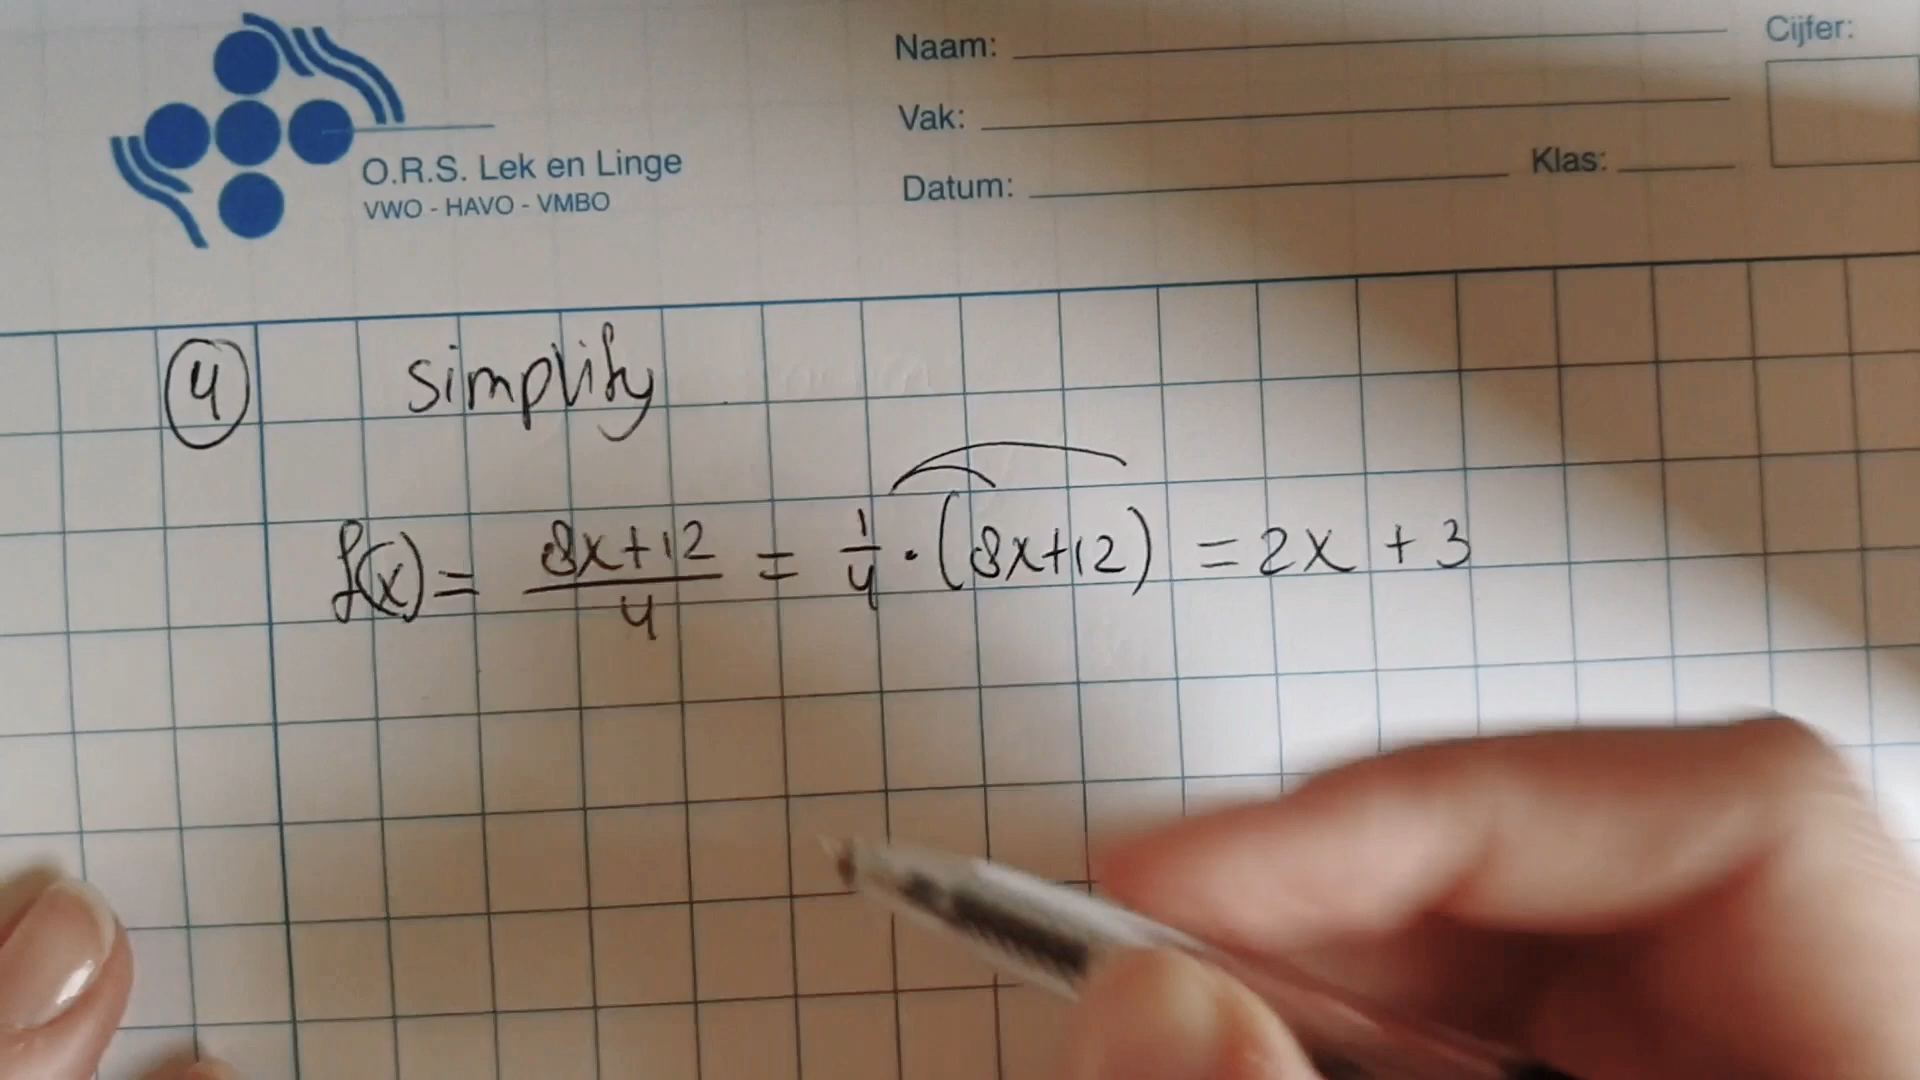 Naam:
Cijfer:
Vak:
O.R.S. Lek en Linge
Klas:
VWO - HAVO - VMBO
Datum:
4 simplify
f(x) = (8x+12)/4 = 1/4 · (8x+12) = 2x + 3